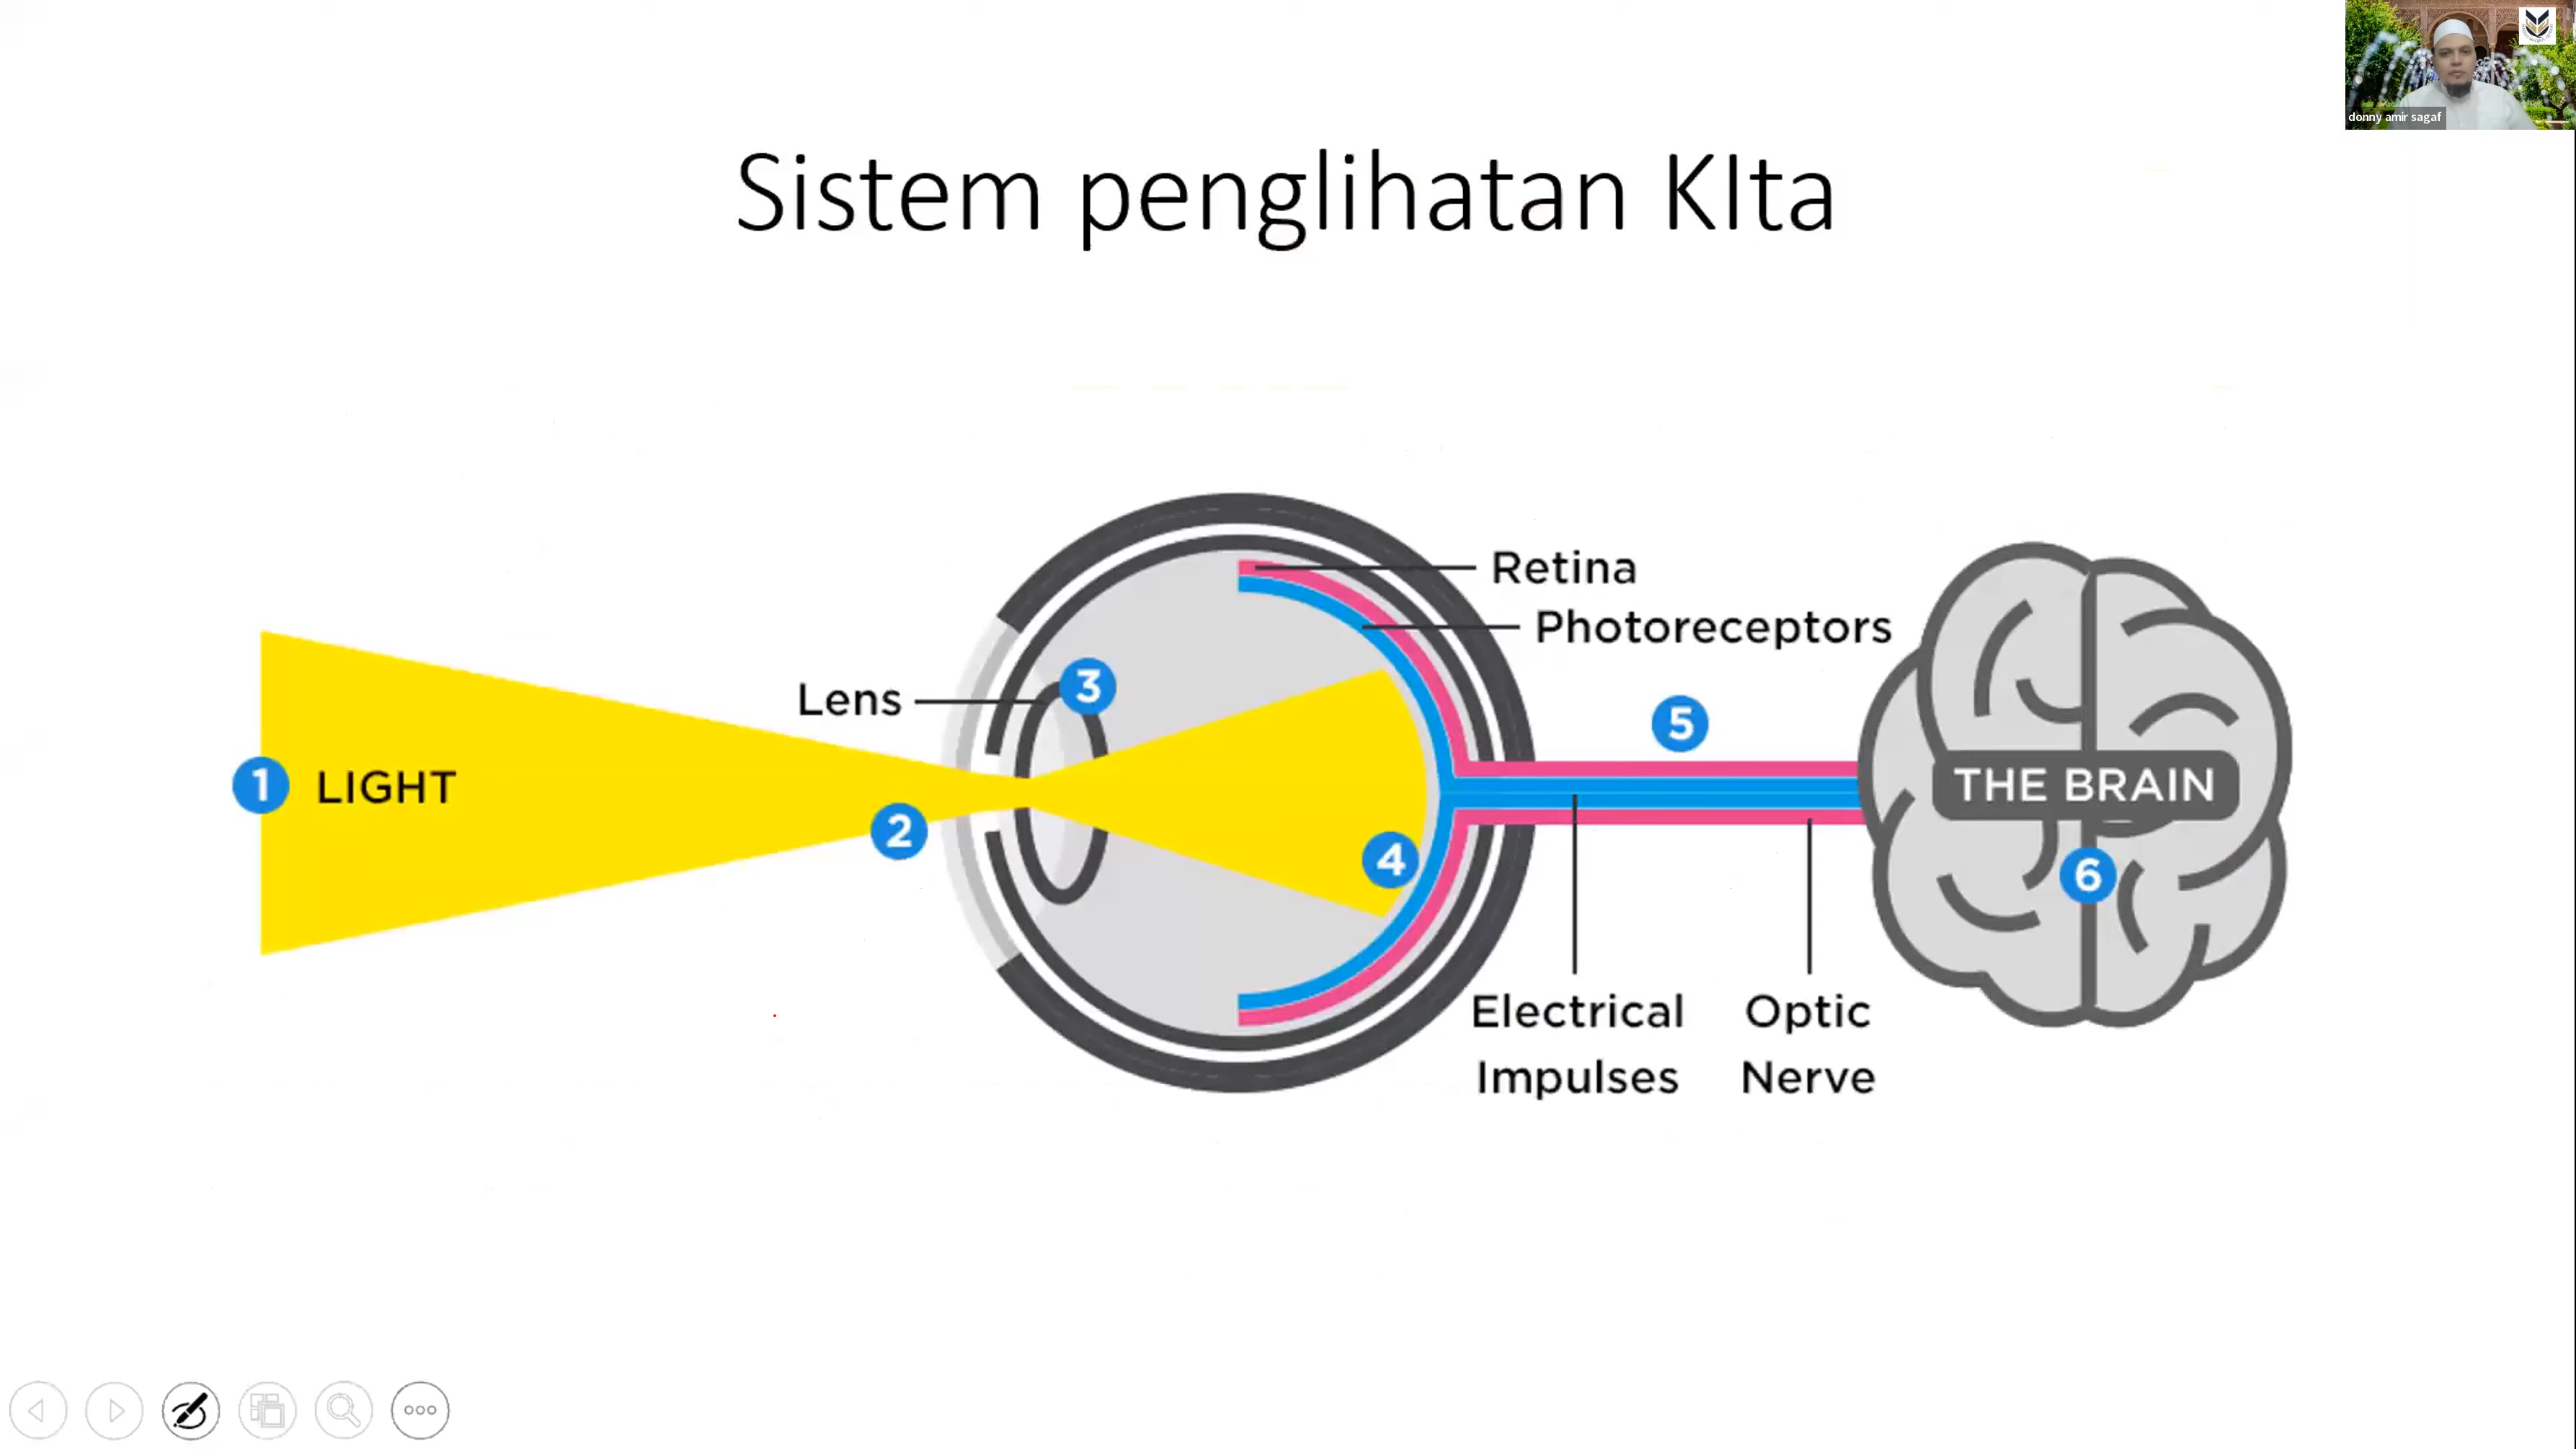 donny amir sagaf
Sistem penglihatan KIta
Retina
Photoreceptors
Lens
3
5
1 LIGHT
THE BRAIN
2
4
6
Electrical
Impulses
Optic
Nerve